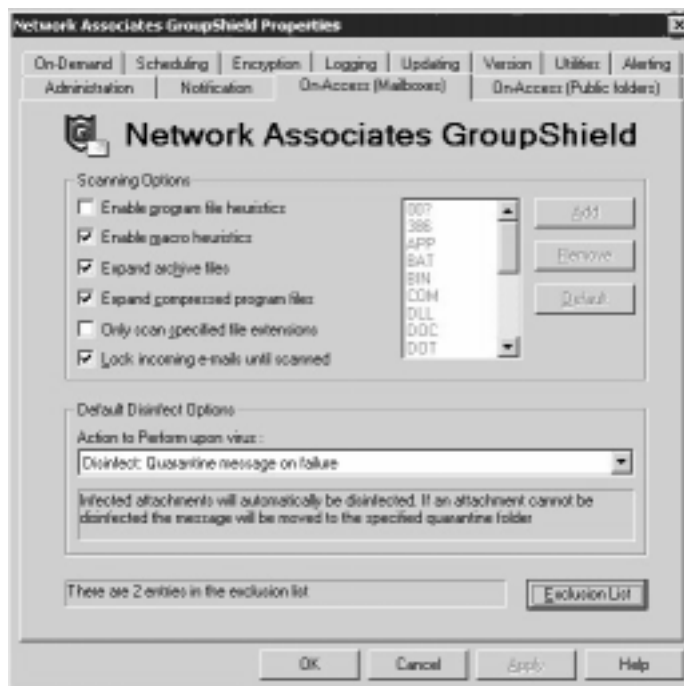 Network Associates GroupShield Properties
On-Demand Scheduling Encryption Logging Updating Version Utilities Alerting
Administration Notification On-Access (Mailboxes) On-Access (Public folders)
Network Associates GroupShield
Scanning Options
Enable program file heuristics
Enable macro heuristics
Expand archive files
Expand compressed program files
Only scan specified file extensions
Lock incoming e-mails until scanned
00?
386
APP
BAT
BIN
COM
DLL
DOC
DOT
Add
Remove
Default
Default Disinfect Options
Action to Perform upon virus :
Disinfect: Quarantine message on failure
Infected attachments will automatically be disinfected. If an attachment cannot be
disinfected the message will be moved to the specified quarantine folder
There are 2 entries in the exclusion list
Exclusion List
OK Cancel Apply Help